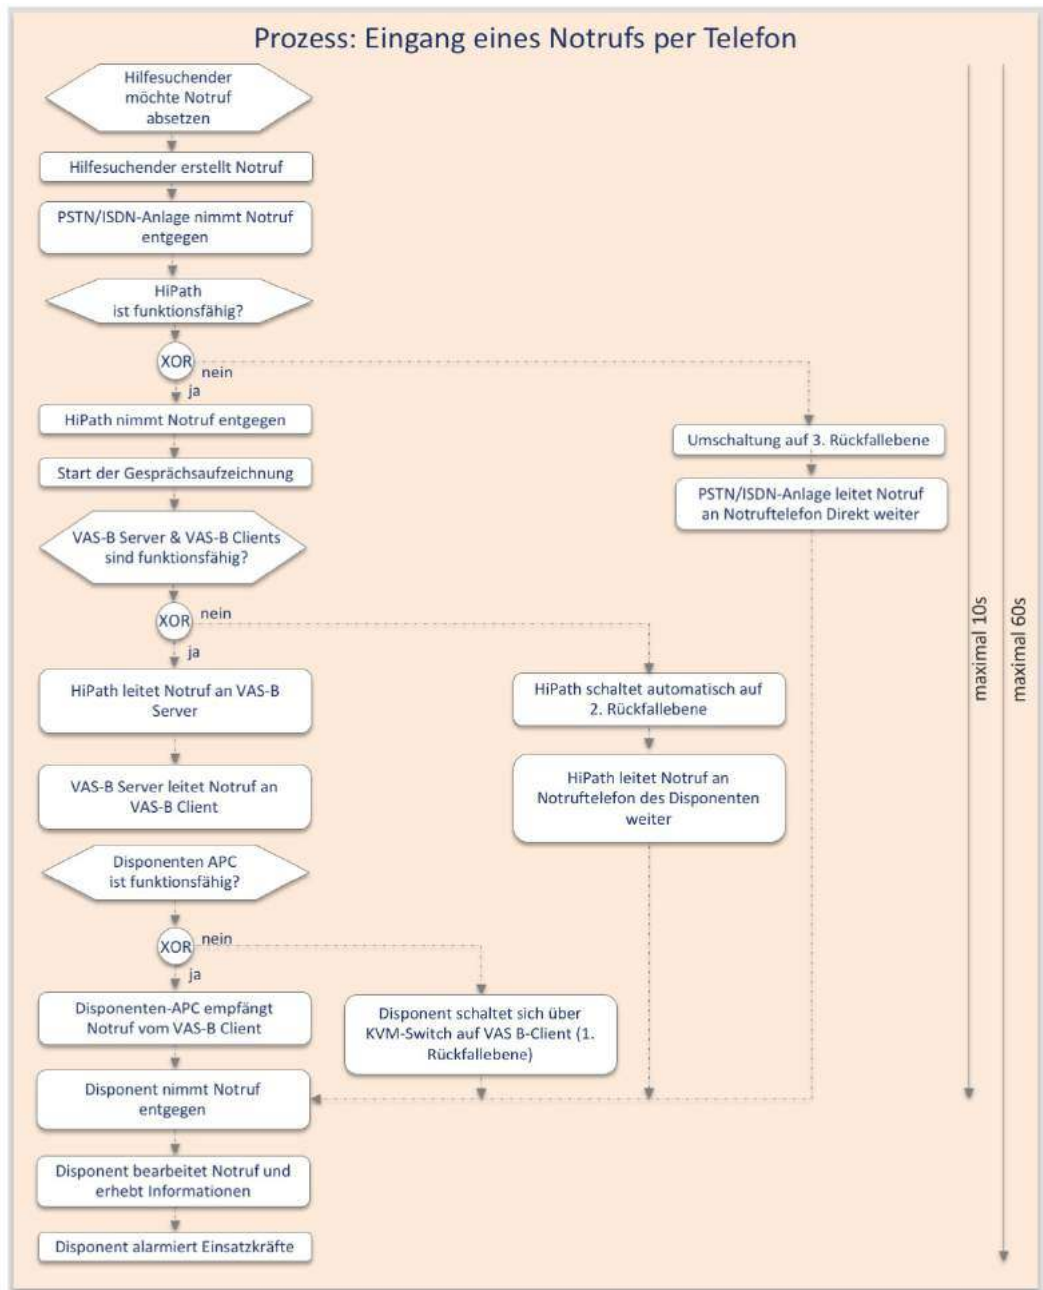 Prozess: Eingang eines Notrufs per Telefon
Hilfesuchender
möchte Notruf
absetzen
Hilfesuchender erstellt Notruf
PSTN/ISDN-Anlage nimmt Notruf
entgegen
HiPath
ist funktionsfähig?
XOR
nein
ja
HiPath nimmt Notruf entgegen
Umschaltung auf 3. Rückfallebene
Start der Gesprächsaufzeichnung
PSTN/ISDN-Anlage leitet Notruf
an Notruftelefon Direkt weiter
VAS-B Server & VAS-B Clients
sind funktionsfähig?
XOR
nein
ja
HiPath leitet Notruf an VAS-B
Server
HiPath schaltet automatisch auf
2. Rückfallebene
VAS-B Server leitet Notruf an
VAS-B Client
HiPath leitet Notruf an
Notruftelefon des Disponenten
weiter
Disponenten APC
ist funktionsfähig?
XOR
nein
ja
Disponenten-APC empfängt
Notruf vom VAS-B Client
Disponent schaltet sich über
KVM-Switch auf VAS B-Client (1.
Rückfallebene)
Disponent nimmt Notruf
entgegen
Disponent bearbeitet Notruf und
erhebt Informationen
Disponent alarmiert Einsatzkräfte
maximal 10s
maximal 60s